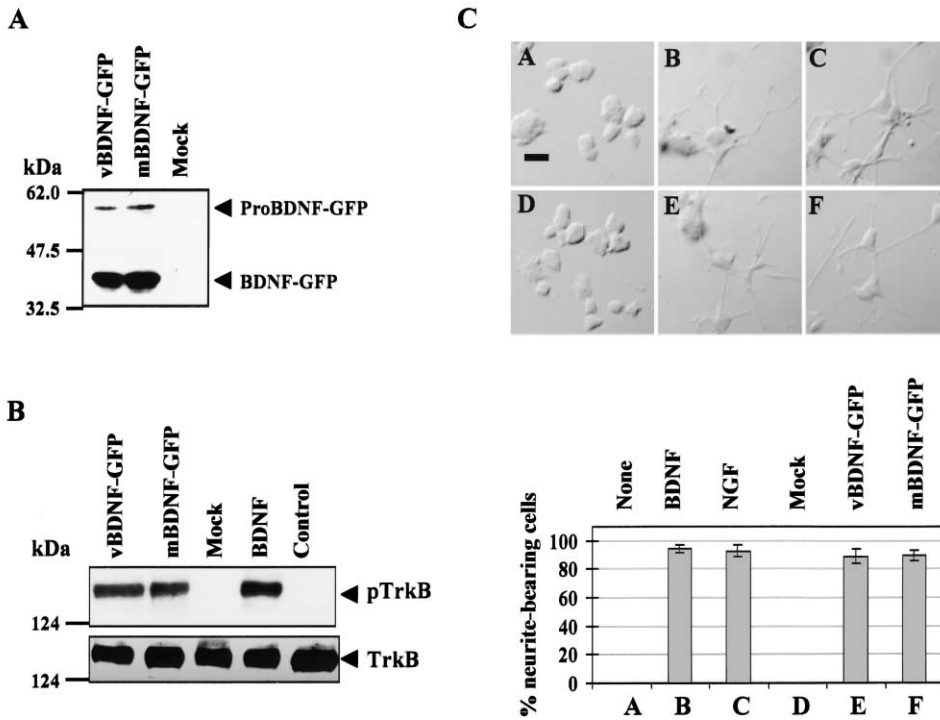 A
vBDNF-GFP
mBDNF-GFP
Mock
kDa
62.0
ProBDNF-GFP
47.5
BDNF-GFP
32.5
B
vBDNF-GFP
mBDNF-GFP
Mock
BDNF
Control
kDa
pTrkB
124
TrkB
124
C
A
B
C
D
E
F
None
BDNF
NGF
Mock
vBDNF-GFP
mBDNF-GFP
% neurite-bearing cells
100
80
60
40
20
0
A B C D E F